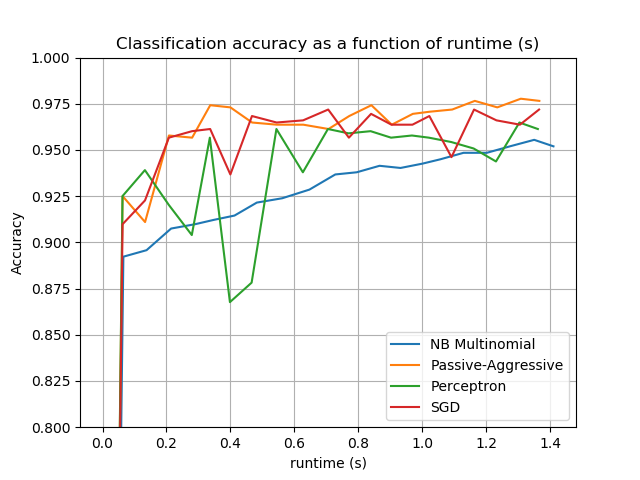 Classification accuracy as a function of runtime (s)
1.000
0.975
0.950
0.925
0.900
0.875
0.850
0.825
0.800
Accuracy
NB Multinomial
Passive-Aggressive
Perceptron
SGD
0.0 0.2 0.4 0.6 0.8 1.0 1.2 1.4
runtime (s)